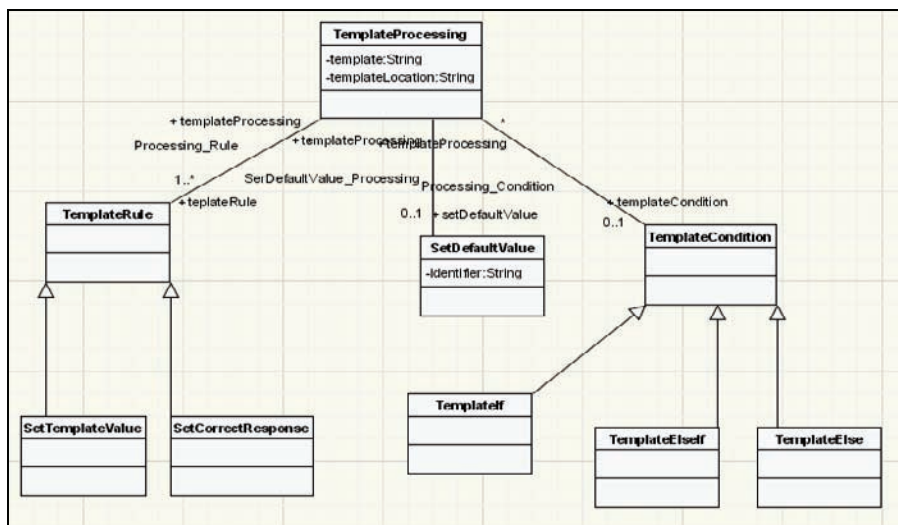 TemplateProcessing
-template:String
-templateLocation:String
+ templateProcessing
*
Processing_Rule
+ templateProcessing
+ templateProcessing
1..*
SerDefaultValue_Processing
Processing_Condition
+ teplateRule
+ templateCondition
0..1
+ setDefaultValue
0..1
TemplateRule
SetDefaultValue
-identifier:String
TemplateCondition
TemplateIf
SetTemplateValue
SetCorrectResponse
TemplateElseIf
TemplateElse